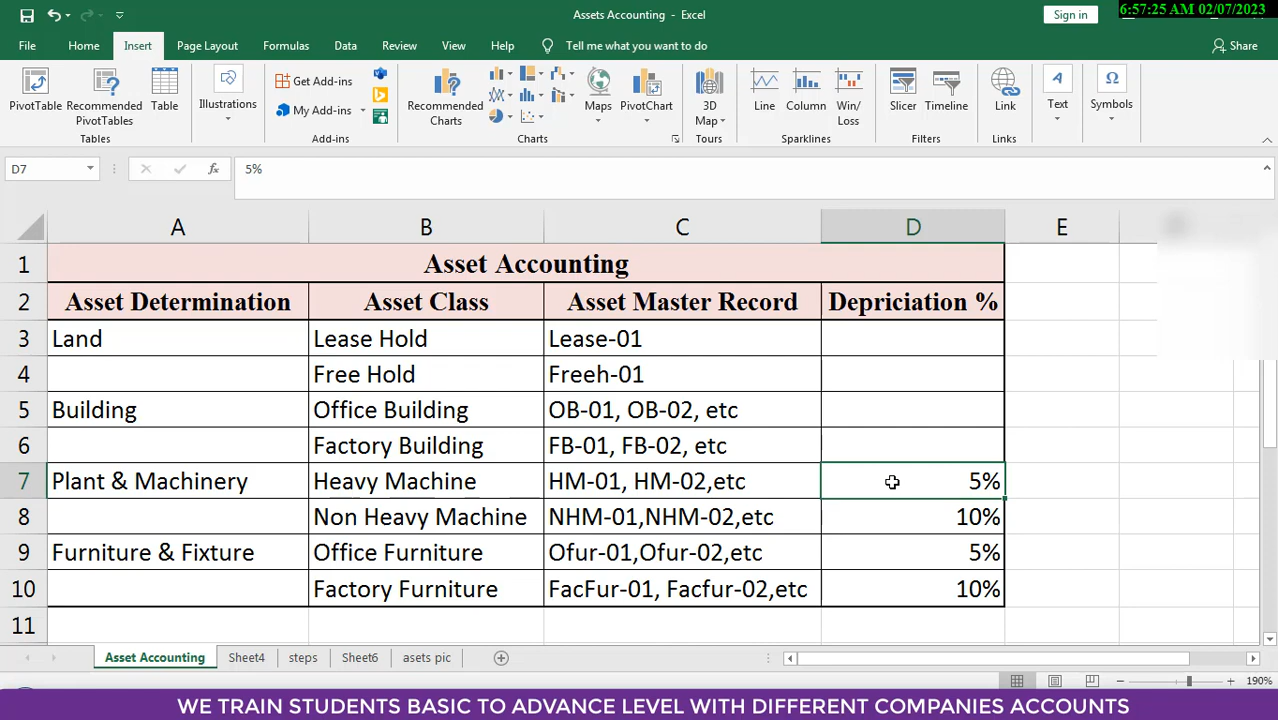 Assets Accounting - Excel
6:57:25 AM 02/07/2023
Sign in
File Home Insert Page Layout Formulas Data Review View Help Tell me what you want to do Share
PivotTable Recommended PivotTables Table
Tables
Illustrations
Get Add-ins
My Add-ins
Add-ins
Recommended Charts
Maps
PivotChart
Charts
3D Map
Tours
Line Column Win/Loss
Sparklines
Slicer Timeline
Filters
Link
Links
Text
Symbols
D7 fx 5%
A B C D E
1 Asset Accounting
2 Asset Determination Asset Class Asset Master Record Depriciation %
3 Land Lease Hold Lease-01
4 Free Hold Freeh-01
5 Building Office Building OB-01, OB-02, etc
6 Factory Building FB-01, FB-02, etc
7 Plant & Machinery Heavy Machine HM-01, HM-02,etc 5%
8 Non Heavy Machine NHM-01,NHM-02,etc 10%
9 Furniture & Fixture Office Furniture Ofur-01,Ofur-02,etc 5%
10 Factory Furniture FacFur-01, Facfur-02,etc 10%
11
Asset Accounting Sheet4 steps Sheet6 asets pic
190%
WE TRAIN STUDENTS BASIC TO ADVANCE LEVEL WITH DIFFERENT COMPANIES ACCOUNTS